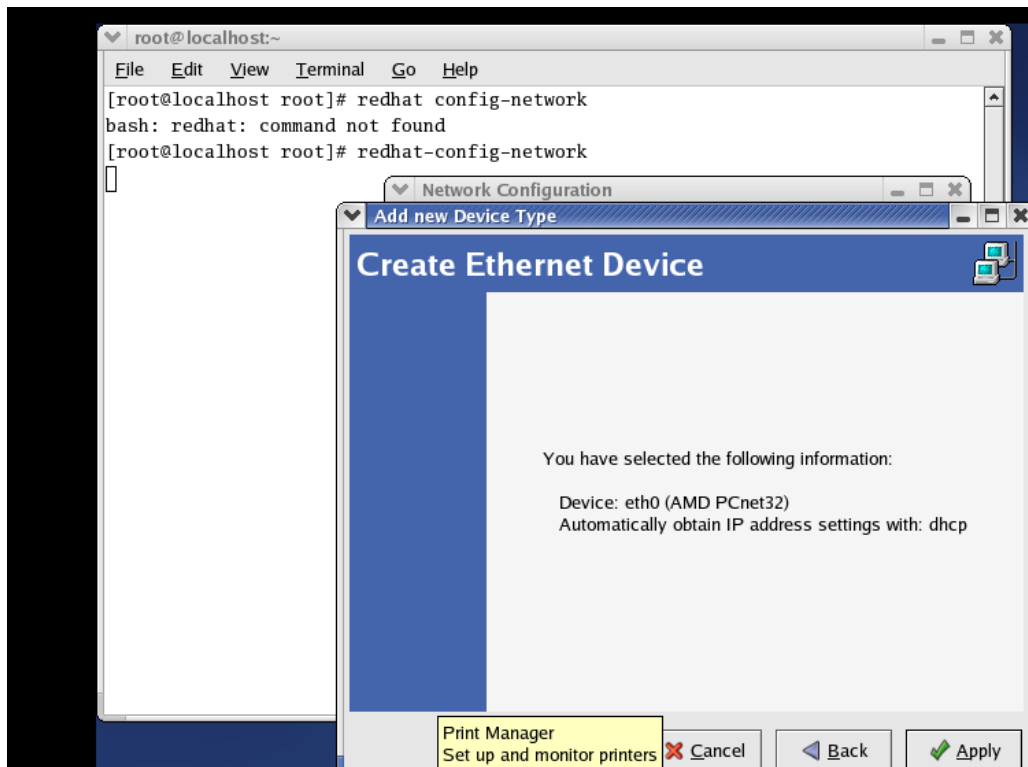 root@localhost:~
File Edit View Terminal Go Help
[root@localhost root]# redhat config-network
bash: redhat: command not found
[root@localhost root]# redhat-config-network
Network Configuration
Add new Device Type
Create Ethernet Device
You have selected the following information:
Device: eth0 (AMD PCnet32)
Automatically obtain IP address settings with: dhcp
Print Manager
Set up and monitor printers
Cancel Back Apply